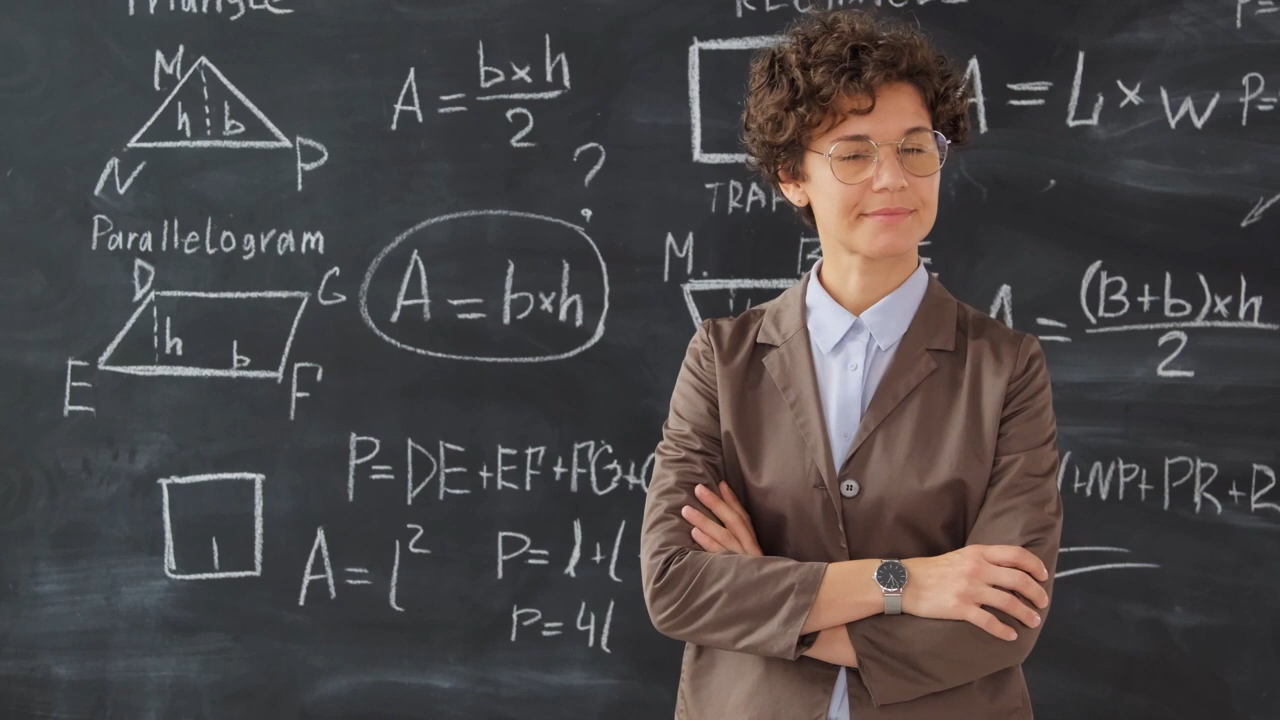 Triangle
M
h b
N P
A = b×h / 2
?
A = L×W
P=
P=
Parallelogram
D G
h
b
E F
A = b×h
M.
= (B+b)×h / 2
P=DE+EF+FG+
+NP+PR+R
l
A = l²
P= l+l
P=4l